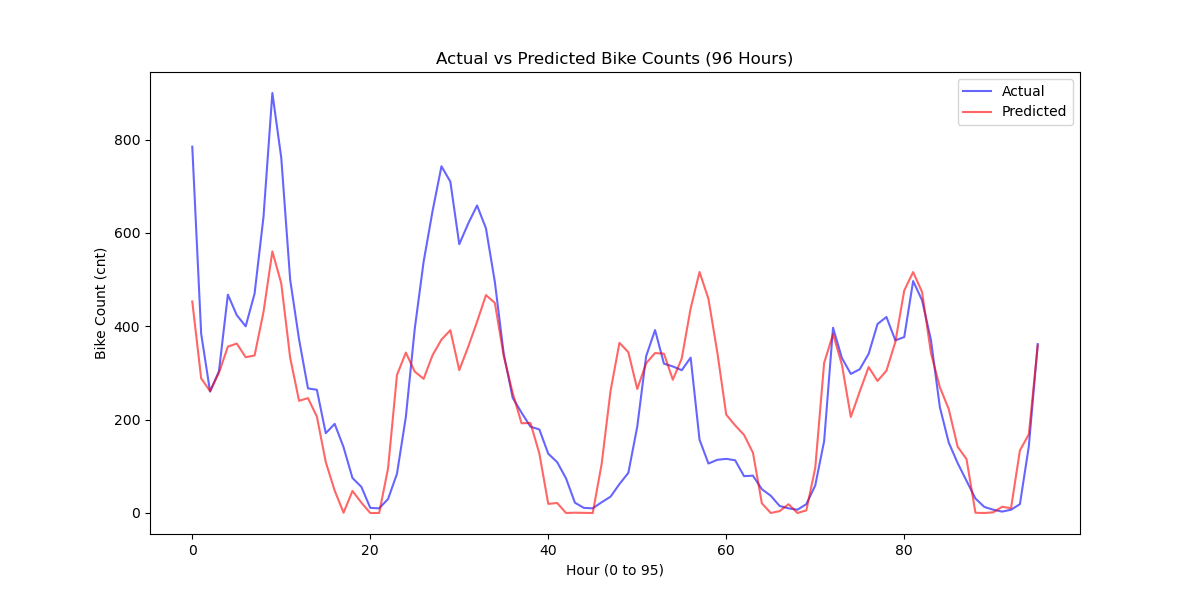 Actual vs Predicted Bike Counts (96 Hours)
Actual
Predicted
Bike Count (cnt)
800
600
400
200
0
0 20 40 60 80
Hour (0 to 95)